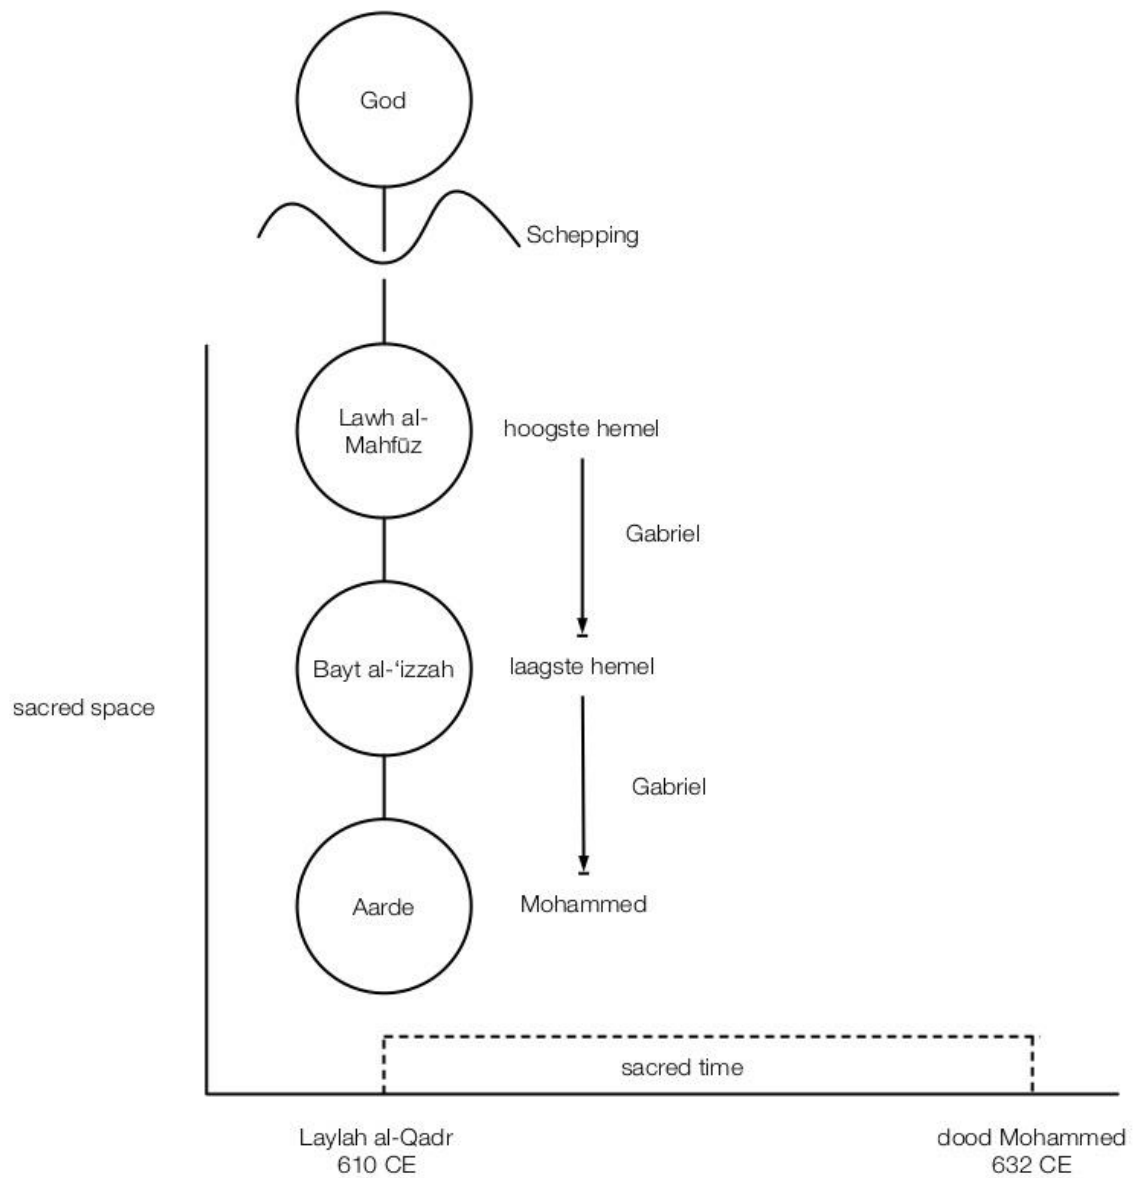 God
Schepping
Lawh al-
Mahfūz
hoogste hemel
Gabriel
Bayt al-‘izzah
laagste hemel
sacred space
Gabriel
Aarde
Mohammed
sacred time
Laylah al-Qadr
610 CE
dood Mohammed
632 CE